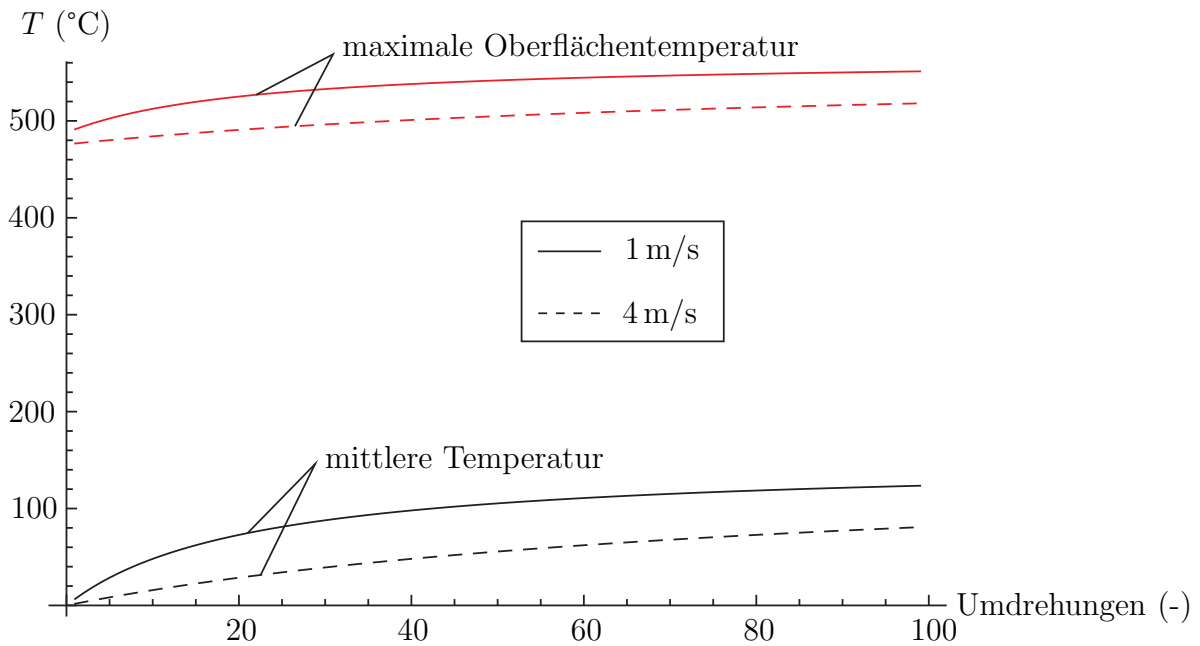 T (°C)
maximale Oberflächentemperatur
500
400
300
200
100
1 m/s
4 m/s
mittlere Temperatur
Umdrehungen (-)
20
40
60
80
100